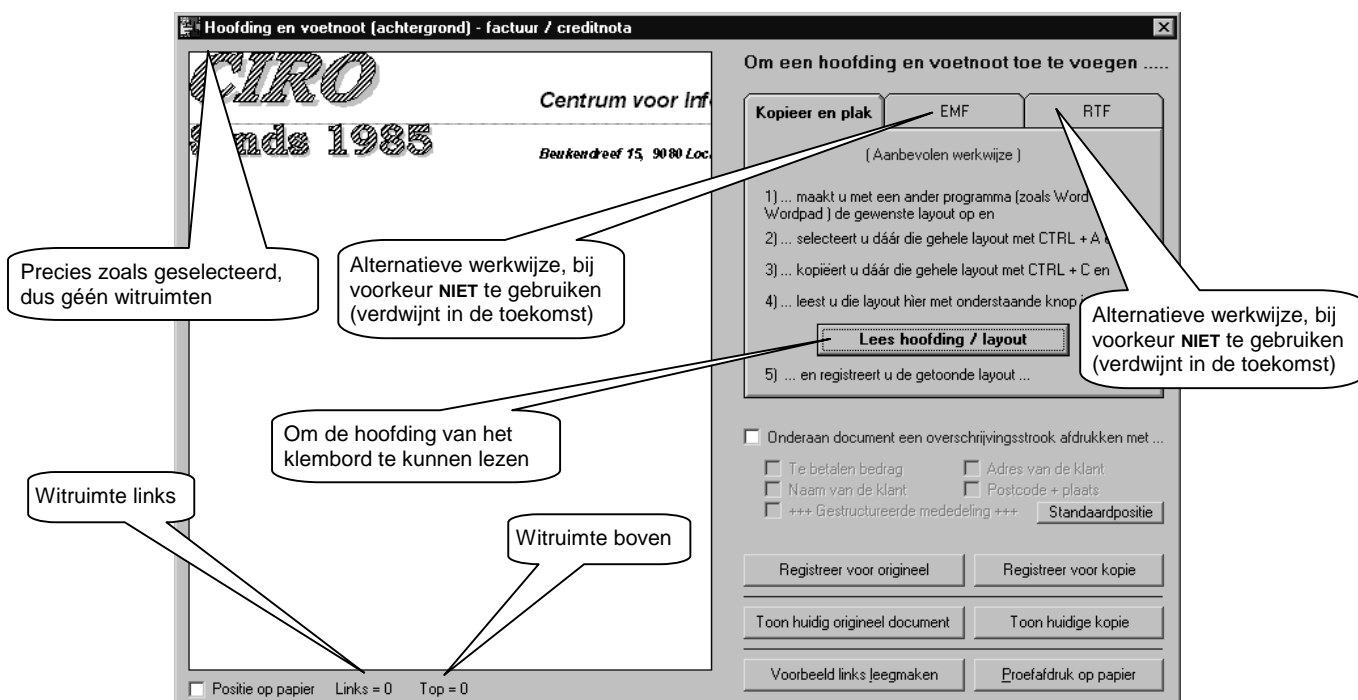 Hoofding en voetnoot (achtergrond) - factuur / creditnota
CIRO
Centrum voor Inf
1985
Beukendreef 15, 9080 Loc
Om een hoofding en voetnoot toe te voegen .....
Kopieer en plak
EMF
RTF
( Aanbevolen werkwijze )
1) ... maakt u met een ander programma (zoals Word
Wordpad ) de gewenste layout op en
2) ... selecteert u dáár die gehele layout met CTRL + A
3) ... kopiëert u dáár die gehele layout met CTRL + C en
4) ... leest u die layout hìer met onderstaande knop
Lees hoofding / layout
5) ... en registreert u de getoonde layout ...
Precies zoals geselecteerd,
dus géén witruimten
Alternatieve werkwijze, bij
voorkeur NIET te gebruiken
(verdwijnt in de toekomst)
Alternatieve werkwijze, bij
voorkeur NIET te gebruiken
(verdwijnt in de toekomst)
Om de hoofding van het
klembord te kunnen lezen
Witruimte links
Witruimte boven
Onderaan document een overschrijvingsstrook afdrukken met ...
Te betalen bedrag
Adres van de klant
Naam van de klant
Postcode + plaats
+++ Gestructureerde mededeling +++
Standaardpositie
Registreer voor origineel
Registreer voor kopie
Toon huidig origineel document
Toon huidige kopie
Voorbeeld links leegmaken
Proefafdruk op papier
Positie op papier Links = 0 Top = 0